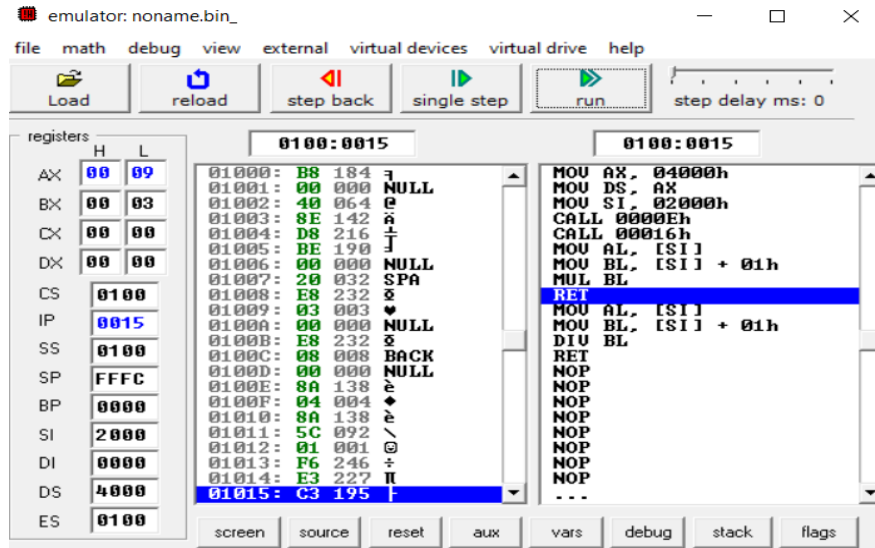 emulator: noname.bin_
file math debug view external virtual devices virtual drive help
Load reload step back single step run step delay ms: 0
registers
H L
0100:0015 0100:0015
AX 00 09
BX 00 03
CX 00 00
DX 00 00
CS 0100
IP 0015
SS 0100
SP FFFC
BP 0000
SI 2000
DI 0000
DS 4000
ES 0100
01000: B8 184 ╕
01001: 00 000 NULL
01002: 40 064 @
01003: 8E 142 Ä
01004: D8 216 ╪
01005: BE 190 ╛
01006: 00 000 NULL
01007: 20 032 SPA
01008: E8 232
01009: 03 003 ♥
0100A: 00 000 NULL
0100B: E8 232
0100C: 08 008 BACK
0100D: 00 000 NULL
0100E: 8A 138 è
0100F: 04 004 ♦
01010: 8A 138 è
01011: 5C 092 \
01012: 01 001 ☺
01013: F6 246 ÷
01014: E3 227 π
01015: C3 195 ├
MOV AX, 04000h
MOV DS, AX
MOV SI, 02000h
CALL 0000Eh
CALL 00016h
MOV AL, [SI]
MOV BL, [SI] + 01h
MUL BL
RET
MOV AL, [SI]
MOV BL, [SI] + 01h
DIV BL
RET
NOP
NOP
NOP
NOP
NOP
NOP
NOP
NOP
...
screen source reset aux vars debug stack flags